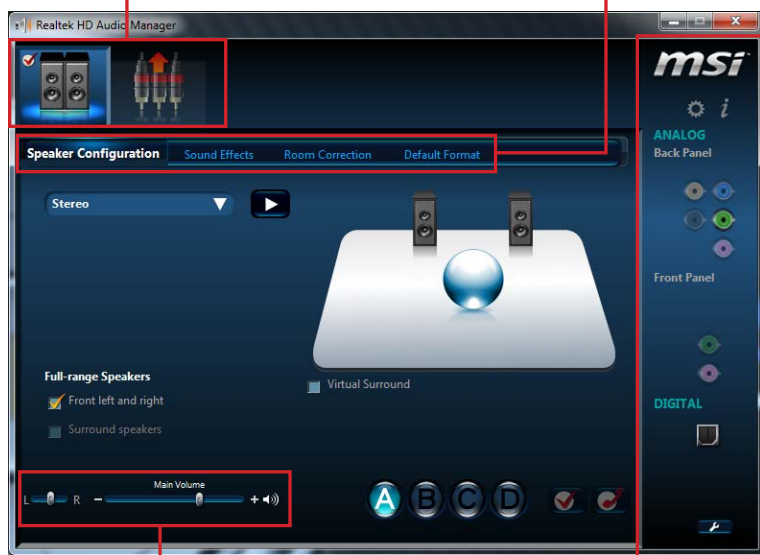 Realtek HD Audio Manager
msi
i
ANALOG
Back Panel
Speaker Configuration Sound Effects Room Correction Default Format
Stereo
Front Panel
Full-range Speakers
Front left and right
Surround speakers
Virtual Surround
DIGITAL
Main Volume
L R - +
A B C D